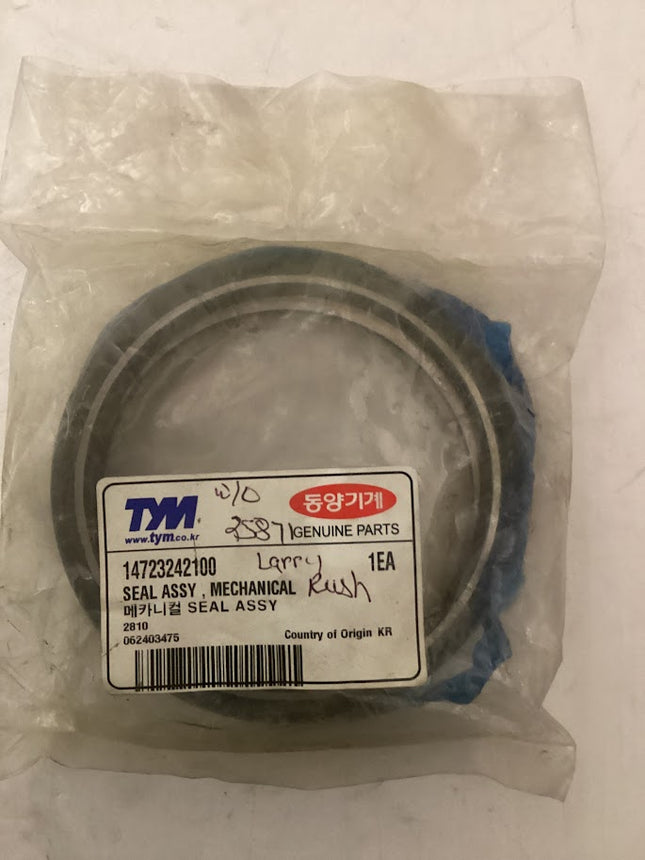 TYM
www.tym.co.kr
W/O
동양기계
35871
GENUINE PARTS
14723242100
Larry
1EA
SEAL ASSY , MECHANICAL
Rush
메카니컬 SEAL ASSY
2810
062403475
Country of Origin KR